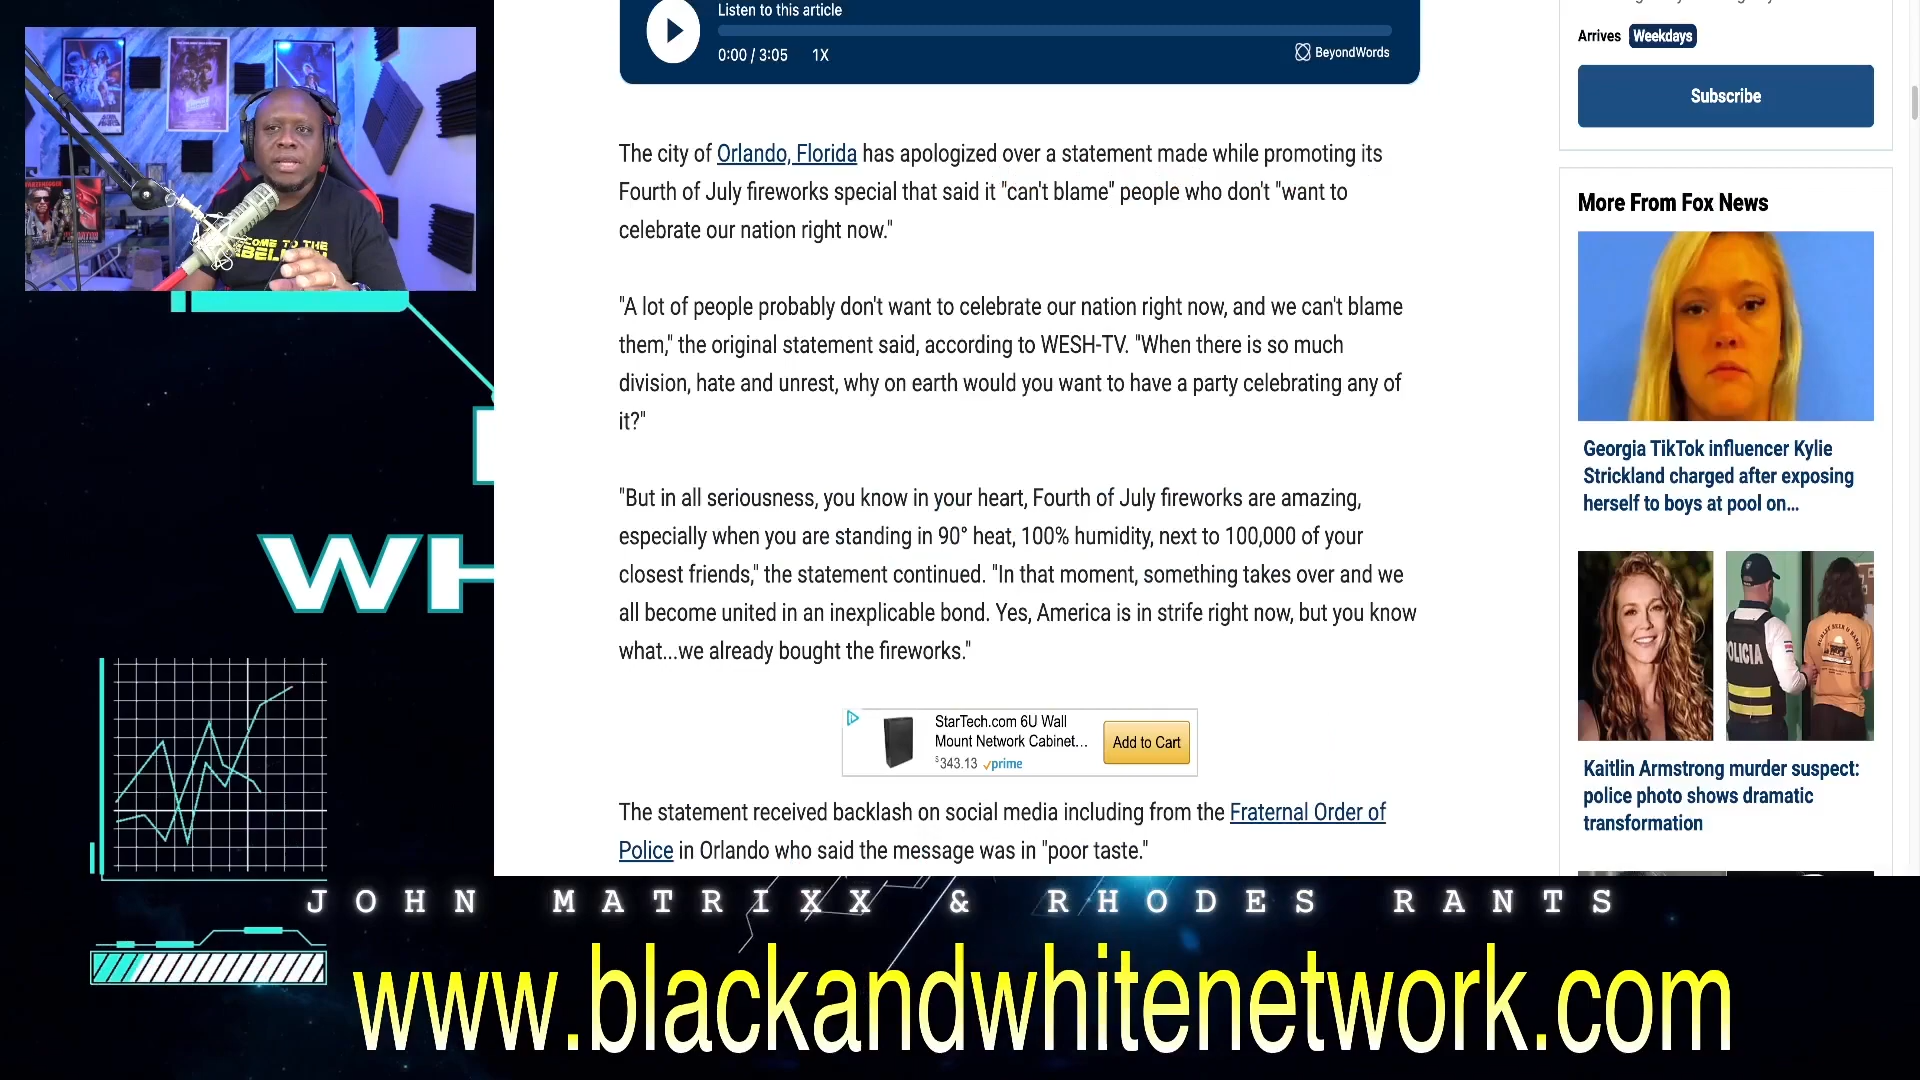 Listen to this article
0:00 / 3:05 1X
BeyondWords
The city of Orlando, Florida has apologized over a statement made while promoting its
Fourth of July fireworks special that said it "can't blame" people who don't "want to
celebrate our nation right now."
"A lot of people probably don't want to celebrate our nation right now, and we can't blame
them," the original statement said, according to WESH-TV. "When there is so much
division, hate and unrest, why on earth would you want to have a party celebrating any of
it?"
"But in all seriousness, you know in your heart, Fourth of July fireworks are amazing,
especially when you are standing in 90° heat, 100% humidity, next to 100,000 of your
closest friends," the statement continued. "In that moment, something takes over and we
all become united in an inexplicable bond. Yes, America is in strife right now, but you know
what...we already bought the fireworks."
StarTech.com 6U Wall
Mount Network Cabinet...
$343.13 prime
Add to Cart
The statement received backlash on social media including from the Fraternal Order of
Police in Orlando who said the message was in "poor taste."
Arrives Weekdays
Subscribe
More From Fox News
Georgia TikTok influencer Kylie
Strickland charged after exposing
herself to boys at pool on...
POLICIA
Kaitlin Armstrong murder suspect:
police photo shows dramatic
transformation
COME TO THE
WH
JOHN MATRIXX & RHODES RANTS
www.blackandwhitenetwork.com